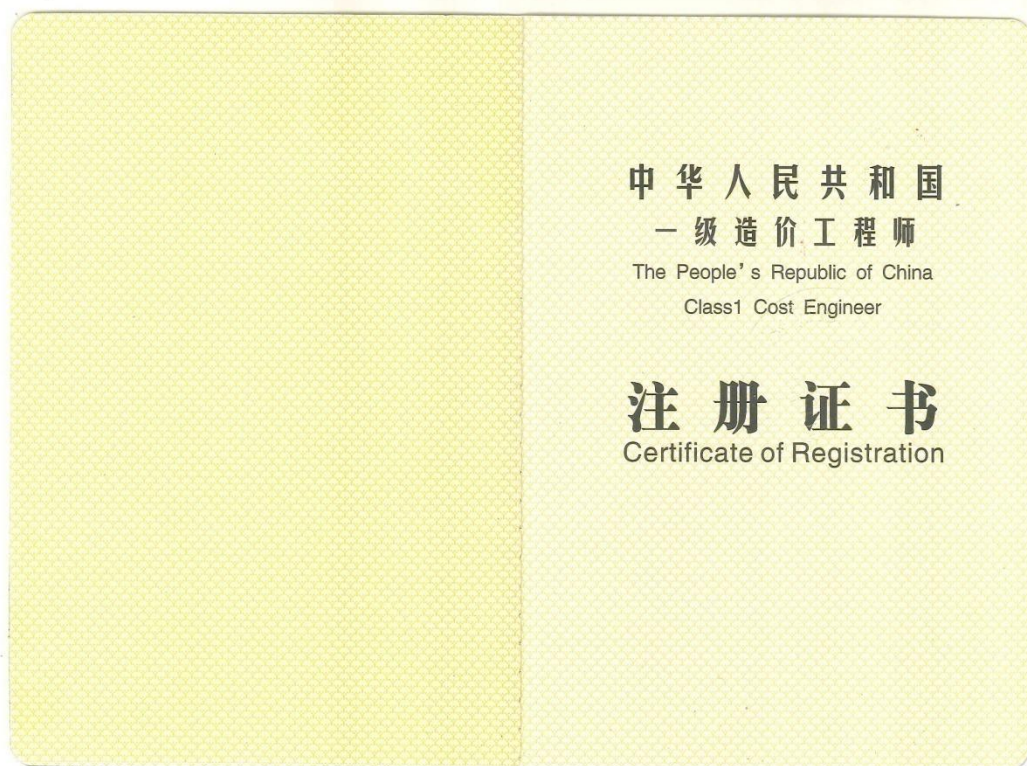 中华人民共和国
一级造价工程师
The People's Republic of China
Class1 Cost Engineer
注册证书
Certificate of Registration